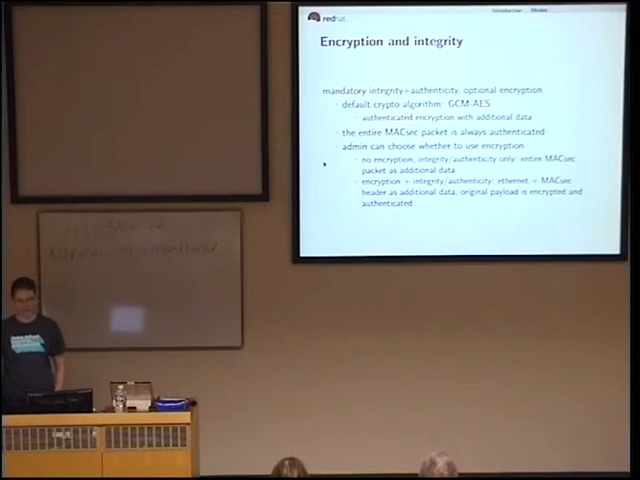 Introduction Modes
redhat
Encryption and integrity
mandatory integrity+authenticity, optional encryption
default crypto algorithm: GCM-AES
authenticated encryption with additional data
the entire MACsec packet is always authenticated
admin can choose whether to use encryption
no encryption, integrity/authenticity only: entire MACsec
packet as additional data
encryption + integrity/authenticity: ethernet + MACsec
header as additional data, original payload is encrypted and
authenticated